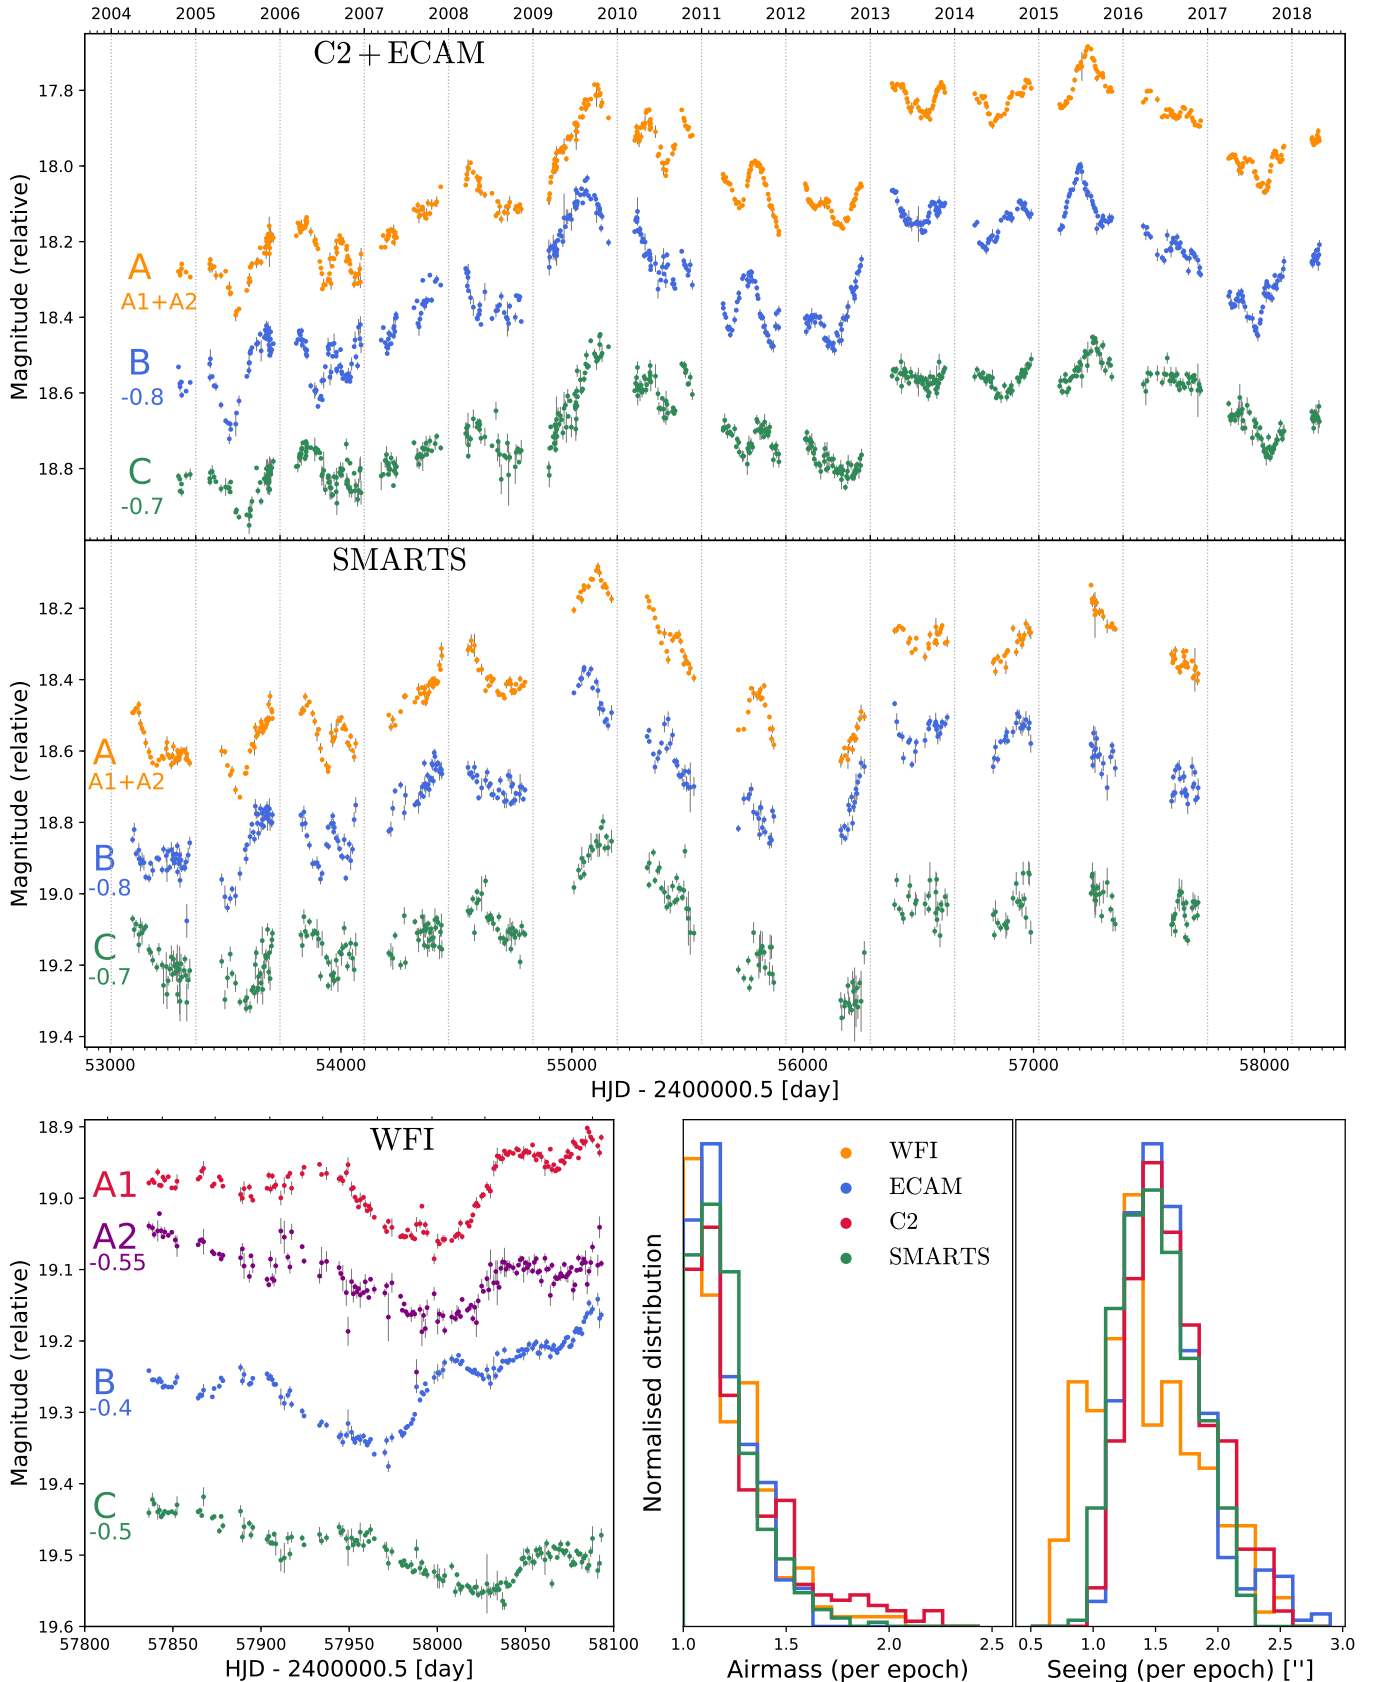 2004 2005 2006 2007 2008 2009 2010 2011 2012 2013 2014 2015 2016 2017 2018
C2+ECAM
17.8
18.0
18.2
18.4
18.6
18.8
Magnitude (relative)
A
A1+A2
B
-0.8
C
-0.7
SMARTS
18.2
18.4
18.6
18.8
19.0
19.2
19.4
Magnitude (relative)
A
A1+A2
B
-0.8
C
-0.7
53000 54000 55000 56000 57000 58000
HJD - 2400000.5 [day]
WFI
18.9
19.0
19.1
19.2
19.3
19.4
19.5
19.6
Magnitude (relative)
A1
A2
-0.55
B
-0.4
C
-0.5
57800 57850 57900 57950 58000 58050 58100
HJD - 2400000.5 [day]
Normalised distribution
WFI
ECAM
C2
SMARTS
1.0 1.5 2.0 2.5
Airmass (per epoch)
0.5 1.0 1.5 2.0 2.5 3.0
Seeing (per epoch) ['']